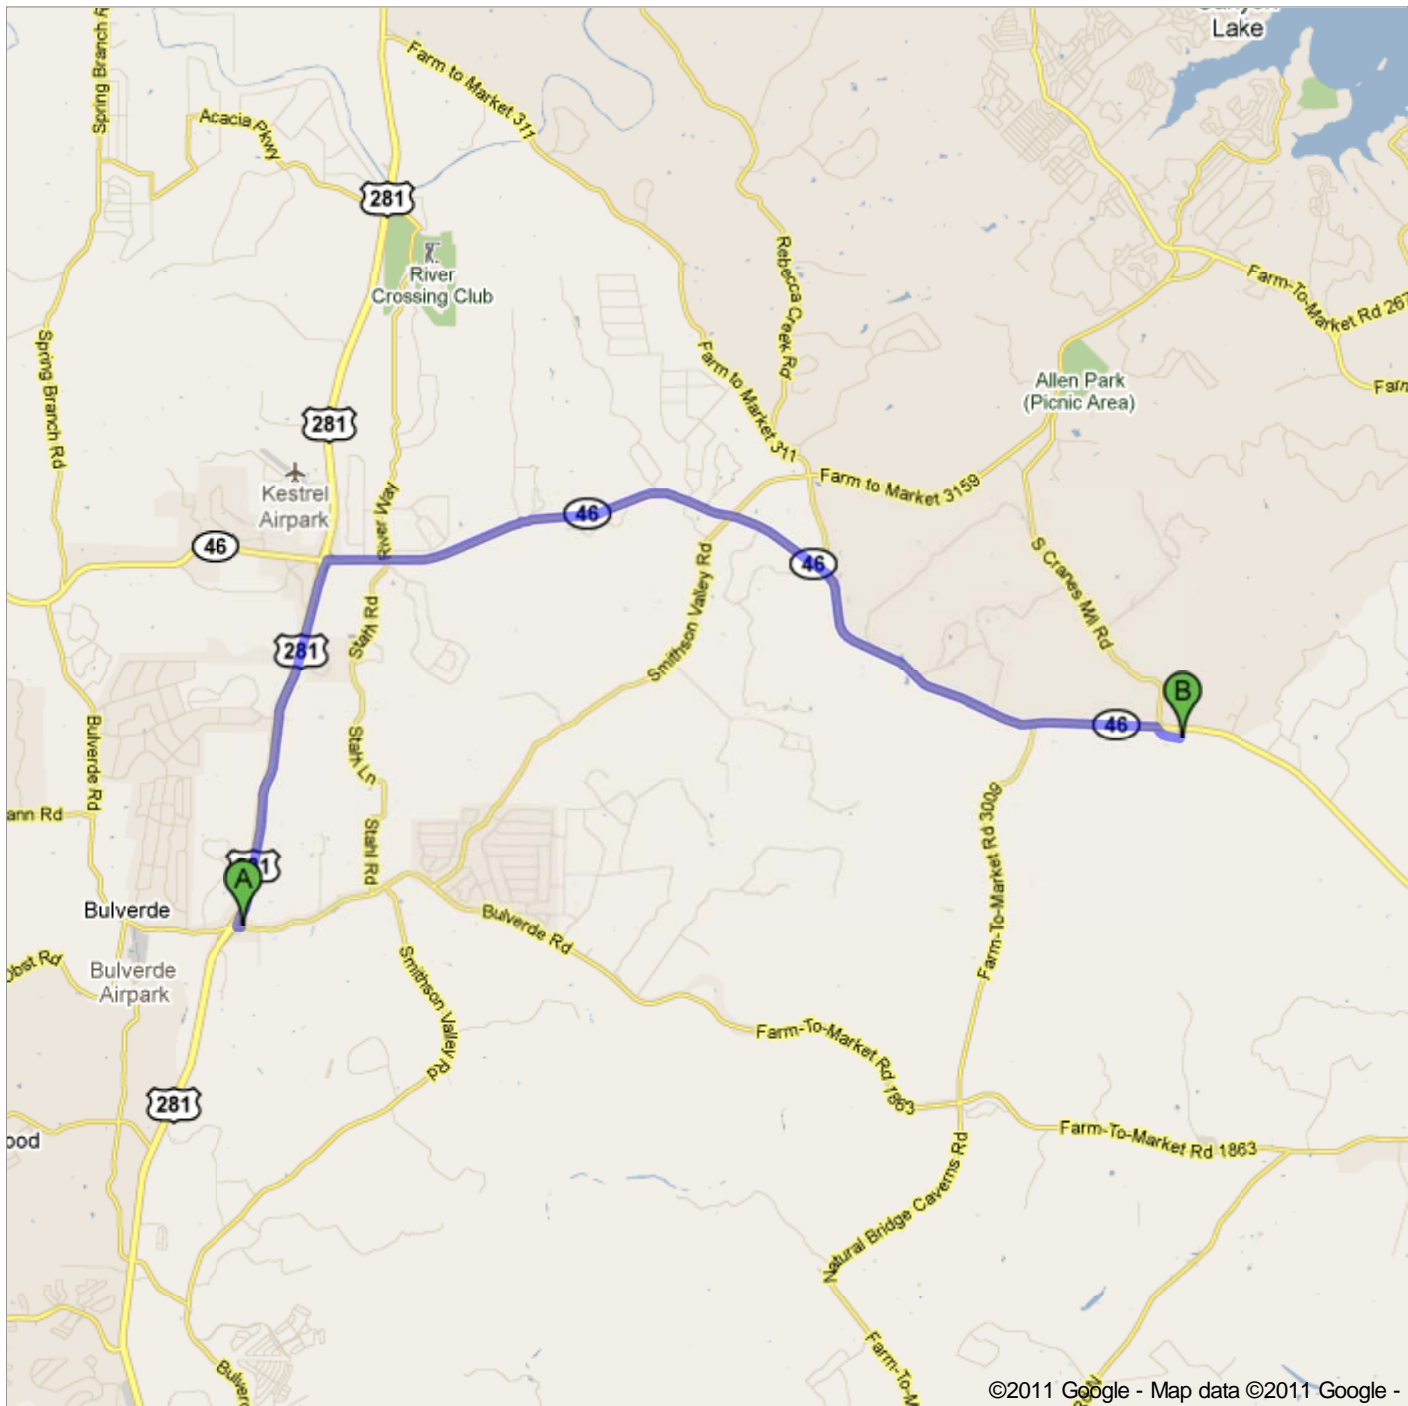 Lake
Spring Branch R
Farm to Market 311
Acacia Pkwy
281
River
Crossing Club
Rebecca Creek Rd
Farm-To-Market Rd 267
Spring Branch Rd
Farm to Market 311
Allen Park
(Picnic Area)
Farm
281
Kestrel
Airpark
River Way
Farm to Market 3159
46
46
46
S Cranes Mill Rd
Stahl Rd
281
Smithson Valley Rd
B
46
Bulverde Rd
Stahl Ln
Farm-To-Market Rd 3009
ann Rd
Stahl Rd
A
Bulverde
Bulverde Rd
Obst Rd
Bulverde
Airpark
Smithson Valley Rd
Farm-To-Market Rd 1863
281
Farm-To-Market Rd 1863
ood
Natural Bridge Caverns Rd
Farm-To-M
Bulver
©2011 Google - Map data ©2011 Google -